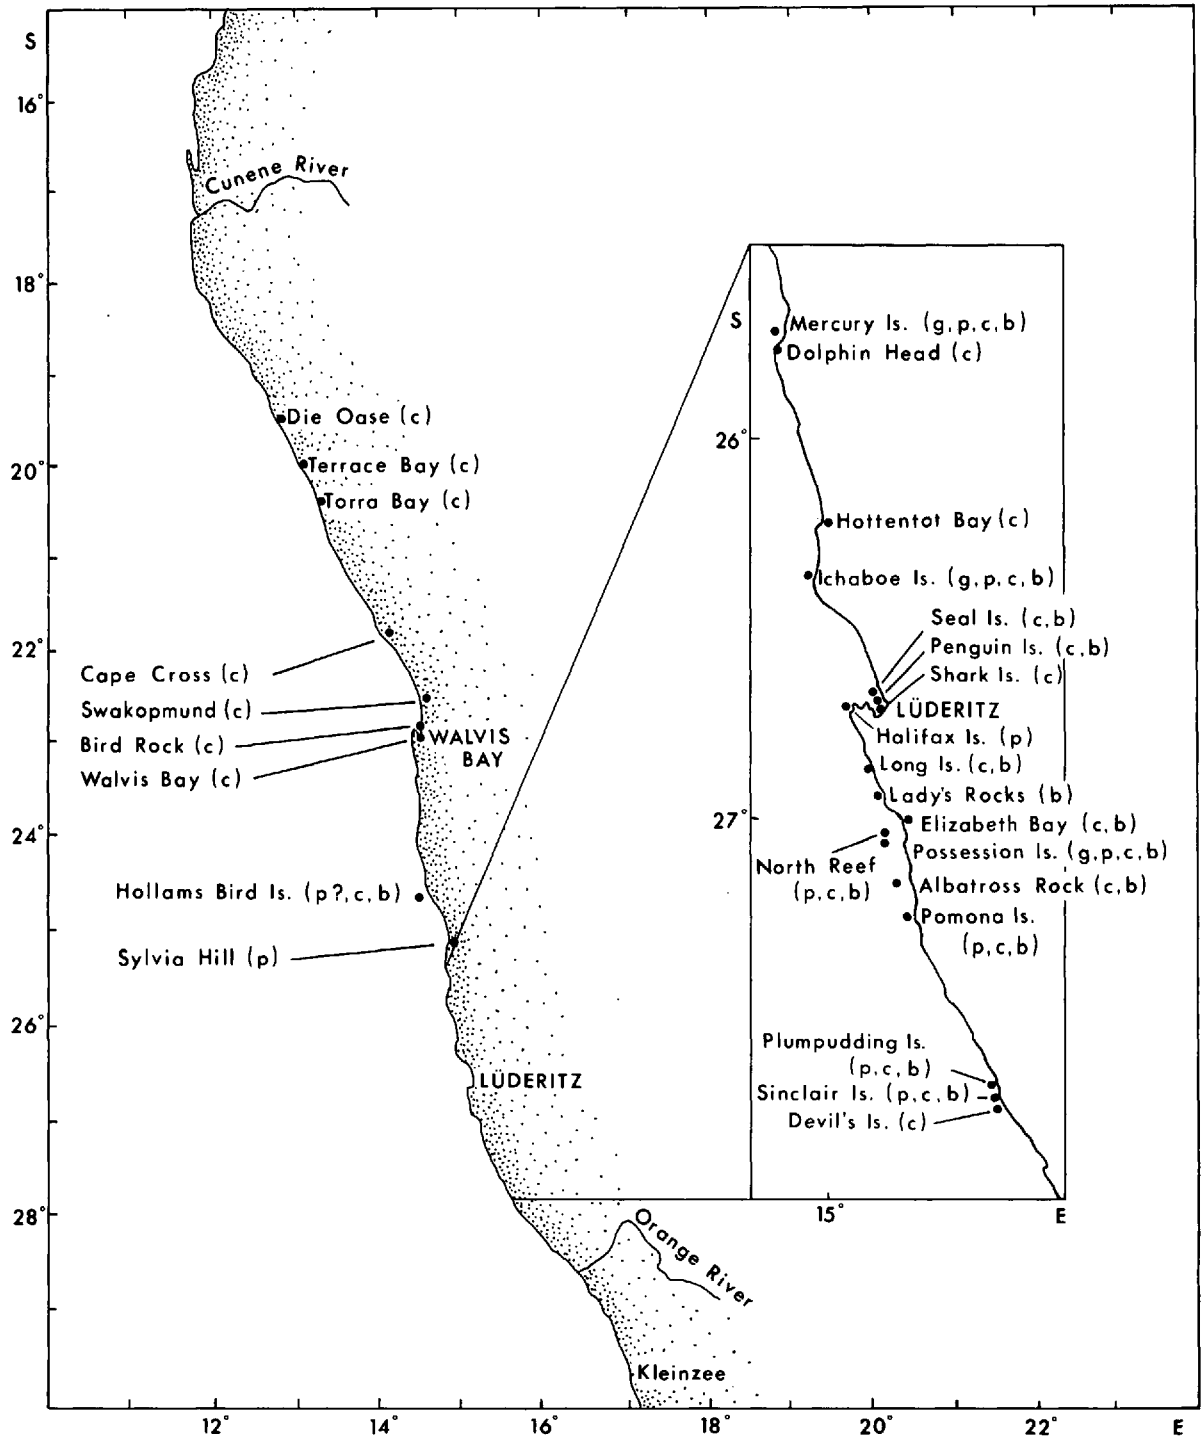 S
16°
Cunene River
18°
Die Oase (c)
20°
Terrace Bay (c)
Torra Bay (c)
22°
Cape Cross (c)
Swakopmund (c)
Bird Rock (c)
Walvis Bay (c)
WALVIS
BAY
24°
Hollams Bird Is. (p?, c, b)
Sylvia Hill (p)
26°
LÜDERITZ
28°
Orange River
Kleinzee
12°
14°
16°
18°
20°
22°
E
S
Mercury Is. (g, p, c, b)
Dolphin Head (c)
26°
Hottentot Bay (c)
Ichaboe Is. (g, p, c, b)
Seal Is. (c, b)
Penguin Is. (c, b)
Shark Is. (c)
LÜDERITZ
Halifax Is. (p)
Long Is. (c, b)
Lady's Rocks (b)
27°
Elizabeth Bay (c, b)
North Reef
(p, c, b)
Possession Is. (g, p, c, b)
Albatross Rock (c, b)
Pomona Is.
(p, c, b)
Plumpudding Is.
(p, c, b)
Sinclair Is. (p, c, b)
Devil's Is. (c)
15°
E